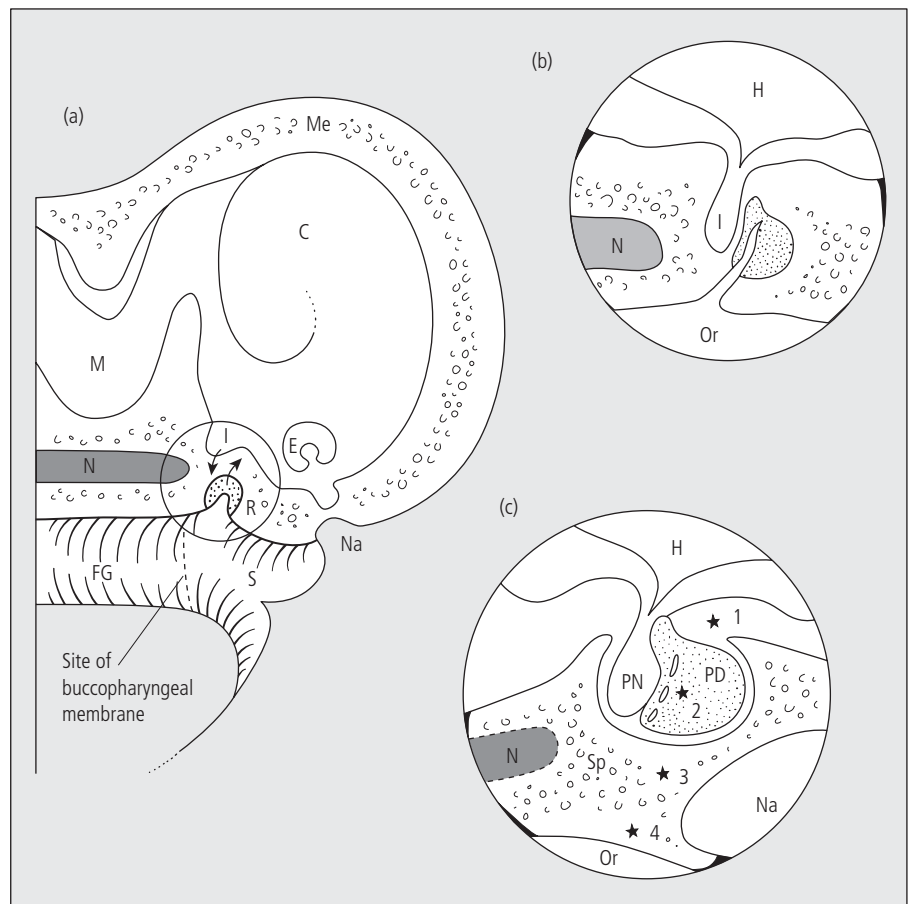 (a)
Me
C
M
I
E
N
R
Na
FG
S
Site of
buccopharyngeal
membrane
(b)
H
I
N
Or
(c)
H
1
PN
PD
2
N
Sp
3
Na
4
Or